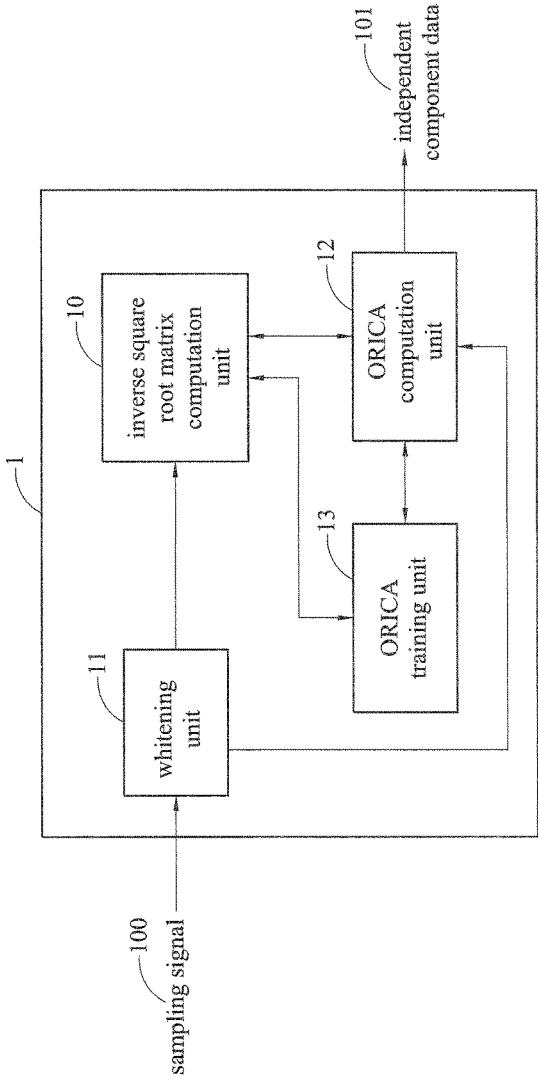 1
100
sampling signal
11
whitening
unit
10
inverse square
root matrix
computation
unit
13
ORICA
training unit
12
ORICA
computation
unit
101
independent
component data